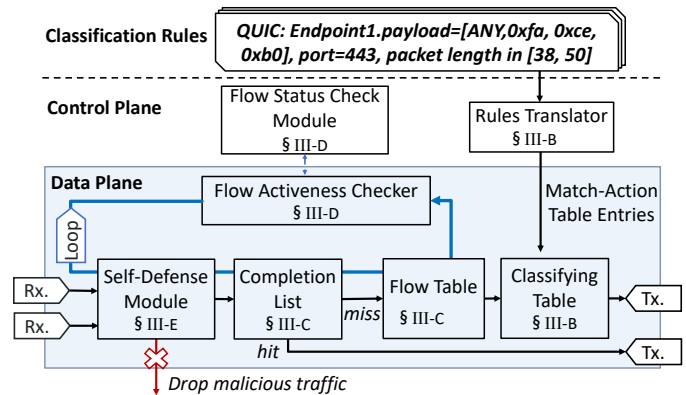 Classification Rules
QUIC: Endpoint1.payload=[ANY,0xfa, 0xce,
0xb0], port=443, packet length in [38, 50]
Control Plane
Flow Status Check
Module
§ III-D
Rules Translator
§ III-B
Data Plane
Flow Activeness Checker
§ III-D
Match-Action
Table Entries
Loop
Rx.
Rx.
Self-Defense
Module
§ III-E
Completion
List
§ III-C
miss
hit
Flow Table
§ III-C
Classifying
Table
§ III-B
Tx.
Tx.
Drop malicious traffic